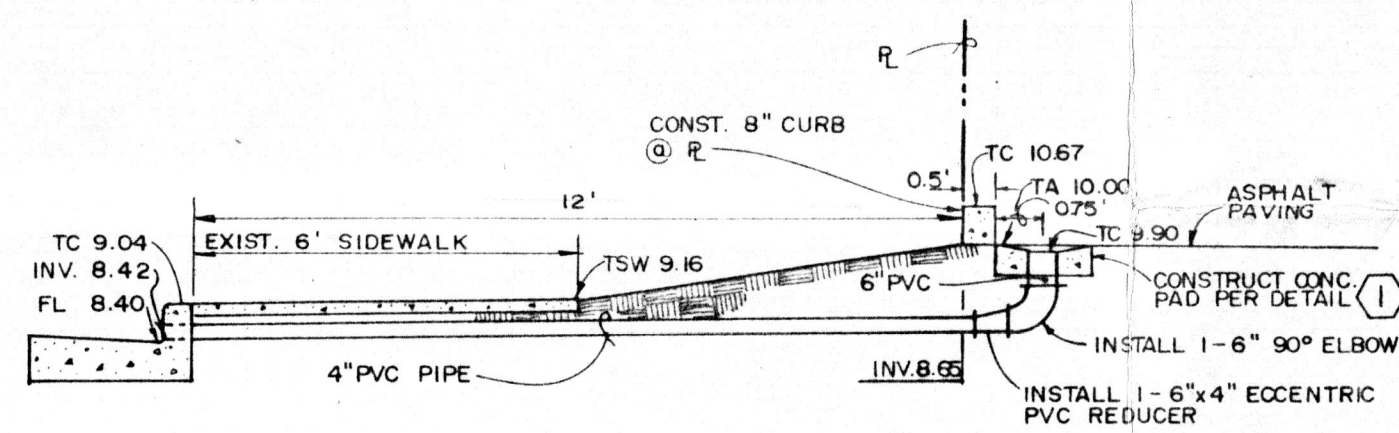 ℄
CONST. 8" CURB
@ ℄
TC 10.67
0.5'
TA 10.00
0.75'
12'
ASPHALT
PAVING
TC 9.04
EXIST. 6' SIDEWALK
TC 9.90
INV. 8.42
TSW 9.16
FL 8.40
6" PVC
CONSTRUCT CONC.
PAD PER DETAIL 1
INSTALL 1-6" 90° ELBOW
4" PVC PIPE
INV. 8.65
INSTALL 1-6"x4" ECCENTRIC
PVC REDUCER